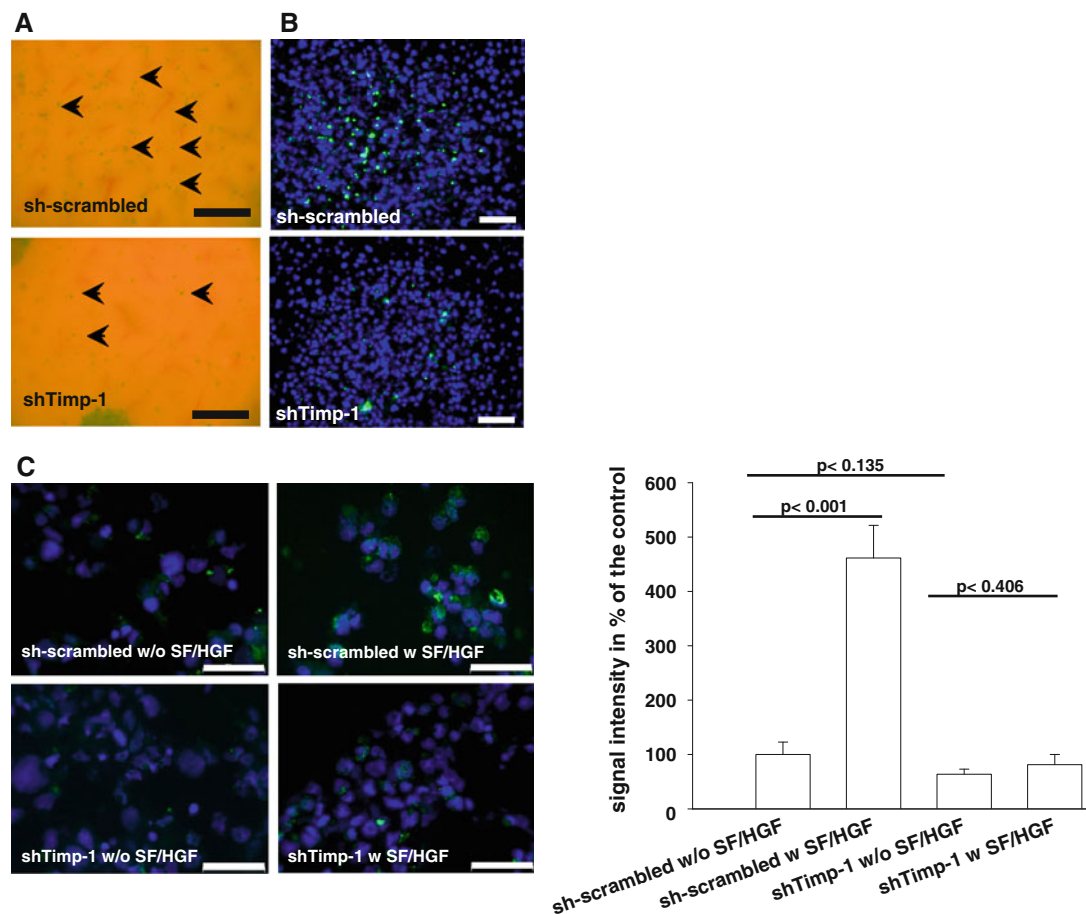 A
B
sh-scrambled
sh-scrambled
shTimp-1
shTimp-1
C
sh-scrambled w/o SF/HGF
sh-scrambled w SF/HGF
shTimp-1 w/o SF/HGF
shTimp-1 w SF/HGF
signal intensity in % of the control
600
500
400
300
200
100
0
p< 0.135
p< 0.001
p< 0.406
sh-scrambled w/o SF/HGF
sh-scrambled w SF/HGF
shTimp-1 w/o SF/HGF
shTimp-1 w SF/HGF